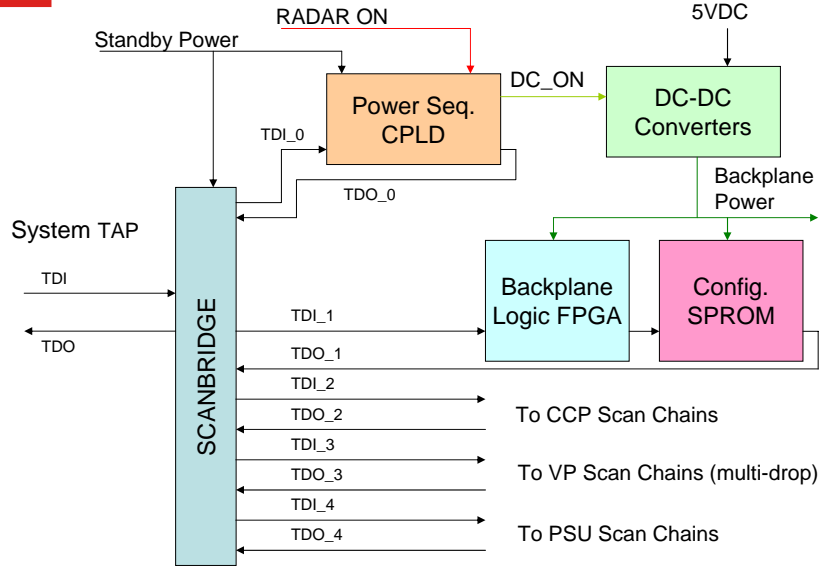 RADAR ON
5VDC
Standby Power
DC_ON
Power Seq.
CPLD
DC-DC
Converters
TDI_0
TDO_0
Backplane
Power
System TAP
TDI
TDO
SCANBRIDGE
Backplane
Logic FPGA
Config.
SPROM
TDI_1
TDO_1
TDI_2
TDO_2
To CCP Scan Chains
TDI_3
TDO_3
To VP Scan Chains (multi-drop)
TDI_4
TDO_4
To PSU Scan Chains